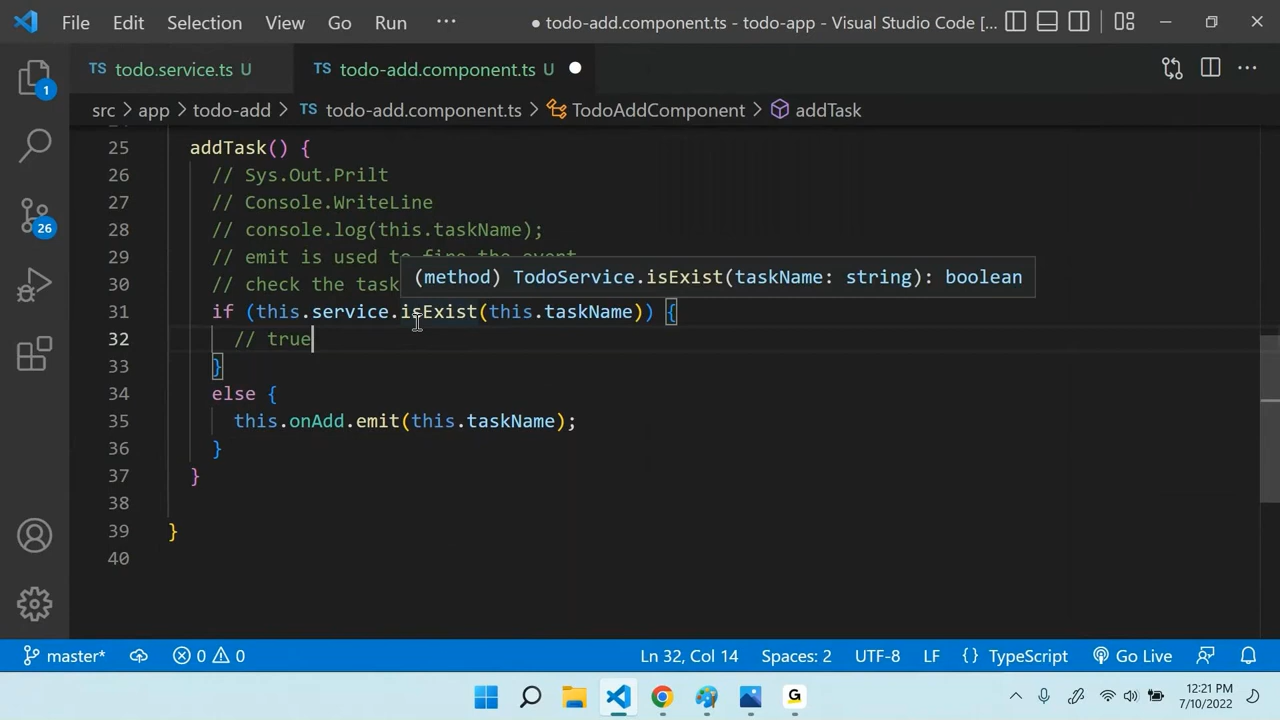 File Edit Selection View Go Run ··· ● todo-add.component.ts - todo-app - Visual Studio Code [...
TS todo.service.ts U TS todo-add.component.ts U
src > app > todo-add > TS todo-add.component.ts > TodoAddComponent > addTask
1
26
25 addTask() {
26 // Sys.Out.Prilt
27 // Console.WriteLine
28 // console.log(this.taskName);
29 // emit is used to fire the event
(method) TodoService.isExist(taskName: string): boolean
30 // check the task
31 if (this.service.isExist(this.taskName)) {
32 // true
33 }
34 else {
35 this.onAdd.emit(this.taskName);
36 }
37 }
38
39 }
40
master* 0 0 Ln 32, Col 14 Spaces: 2 UTF-8 LF {} TypeScript Go Live
G
12:21 PM
7/10/2022